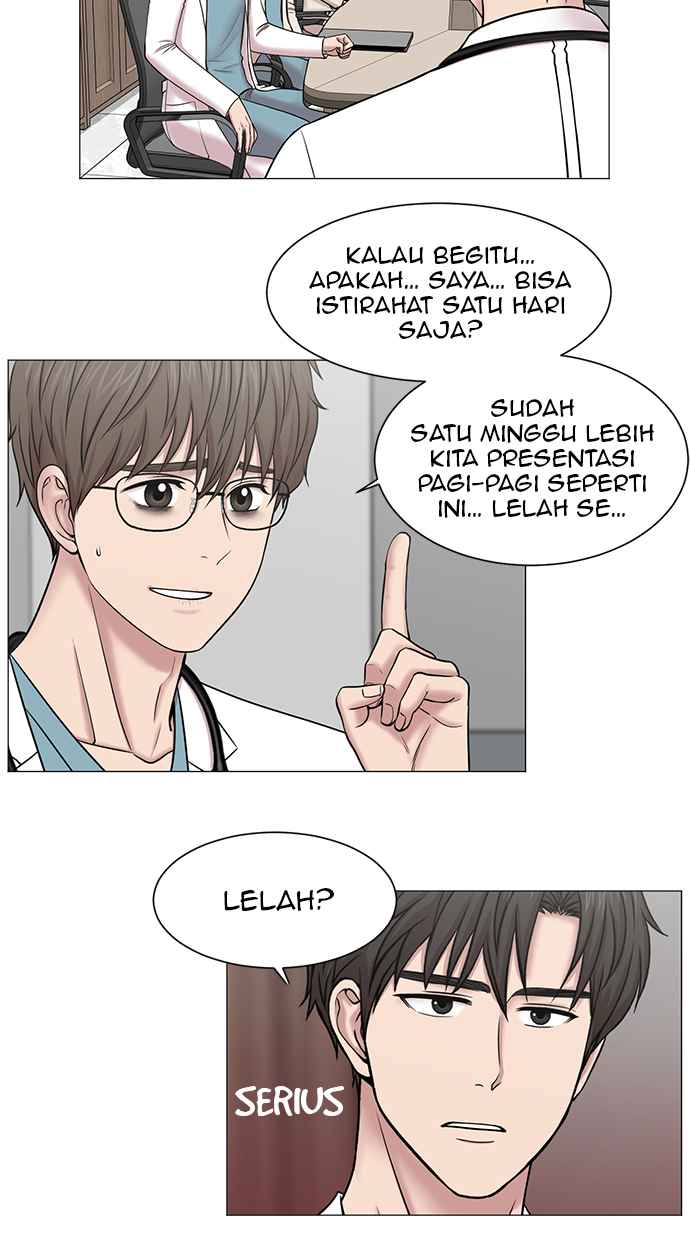 KALAU BEGITU...
APAKAH... SAYA... BISA
ISTIRAHAT SATU HARI
SAJA?
SUDAH
SATU MINGGU LEBIH
KITA PRESENTASI
PAGI-PAGI SEPERTI
INI... LELAH SE...
LELAH?
SERIUS